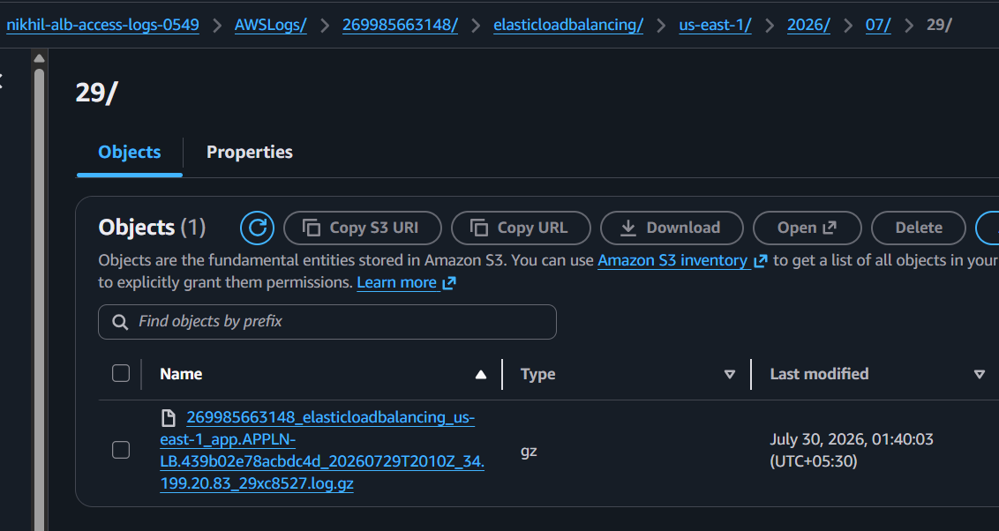 nikhil-alb-access-logs-0549 > AWSLogs/ > 269985663148/ > elasticloadbalancing/ > us-east-1/ > 2026/ > 07/ > 29/
29/
Objects Properties
Objects (1) Copy S3 URI Copy URL Download Open Delete
Objects are the fundamental entities stored in Amazon S3. You can use Amazon S3 inventory to get a list of all objects in your
to explicitly grant them permissions. Learn more
Find objects by prefix
Name Type Last modified
269985663148_elasticloadbalancing_us-
east-1_app.APPLN-
LB.439b02e78acbdc4d_20260729T2010Z_34.
199.20.83_29xc8527.log.gz
gz
July 30, 2026, 01:40:03
(UTC+05:30)